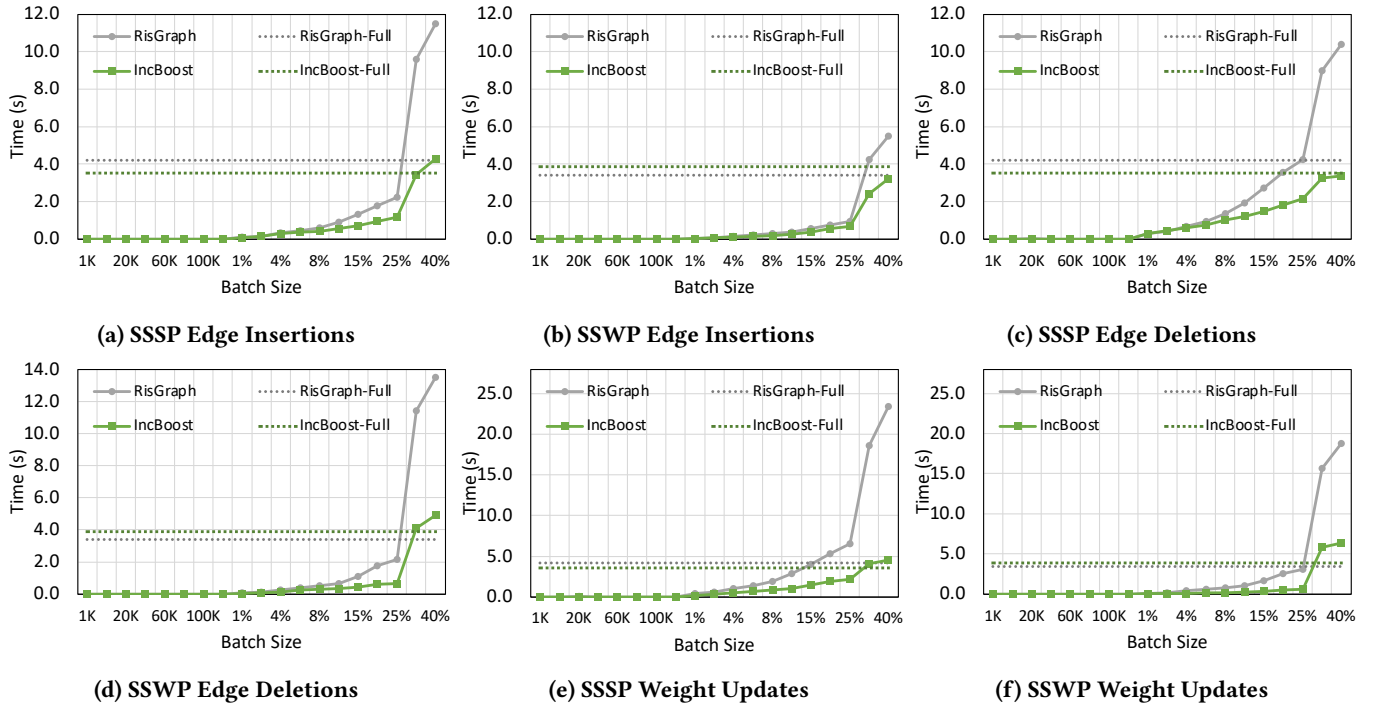 12.0
10.0
8.0
6.0
4.0
2.0
0.0
Time (s)
RisGraph
RisGraph-Full
IncBoost
IncBoost-Full
1K 20K 60K 100K 1% 4% 8% 15% 25% 40%
Batch Size
(a) SSSP Edge Insertions
12.0
10.0
8.0
6.0
4.0
2.0
0.0
Time (s)
RisGraph
RisGraph-Full
IncBoost
IncBoost-Full
1K 20K 60K 100K 1% 4% 8% 15% 25% 40%
Batch Size
(b) SSWP Edge Insertions
12.0
10.0
8.0
6.0
4.0
2.0
0.0
Time (s)
RisGraph
RisGraph-Full
IncBoost
IncBoost-Full
1K 20K 60K 100K 1% 4% 8% 15% 25% 40%
Batch Size
(c) SSSP Edge Deletions
14.0
12.0
10.0
8.0
6.0
4.0
2.0
0.0
Time (s)
RisGraph
RisGraph-Full
IncBoost
IncBoost-Full
1K 20K 60K 100K 1% 4% 8% 15% 25% 40%
Batch Size
(d) SSWP Edge Deletions
25.0
20.0
15.0
10.0
5.0
0.0
Time (s)
RisGraph
RisGraph-Full
IncBoost
IncBoost-Full
1K 20K 60K 100K 1% 4% 8% 15% 25% 40%
Batch Size
(e) SSSP Weight Updates
25.0
20.0
15.0
10.0
5.0
0.0
Time (s)
RisGraph
RisGraph-Full
IncBoost
IncBoost-Full
1K 20K 60K 100K 1% 4% 8% 15% 25% 40%
Batch Size
(f) SSWP Weight Updates